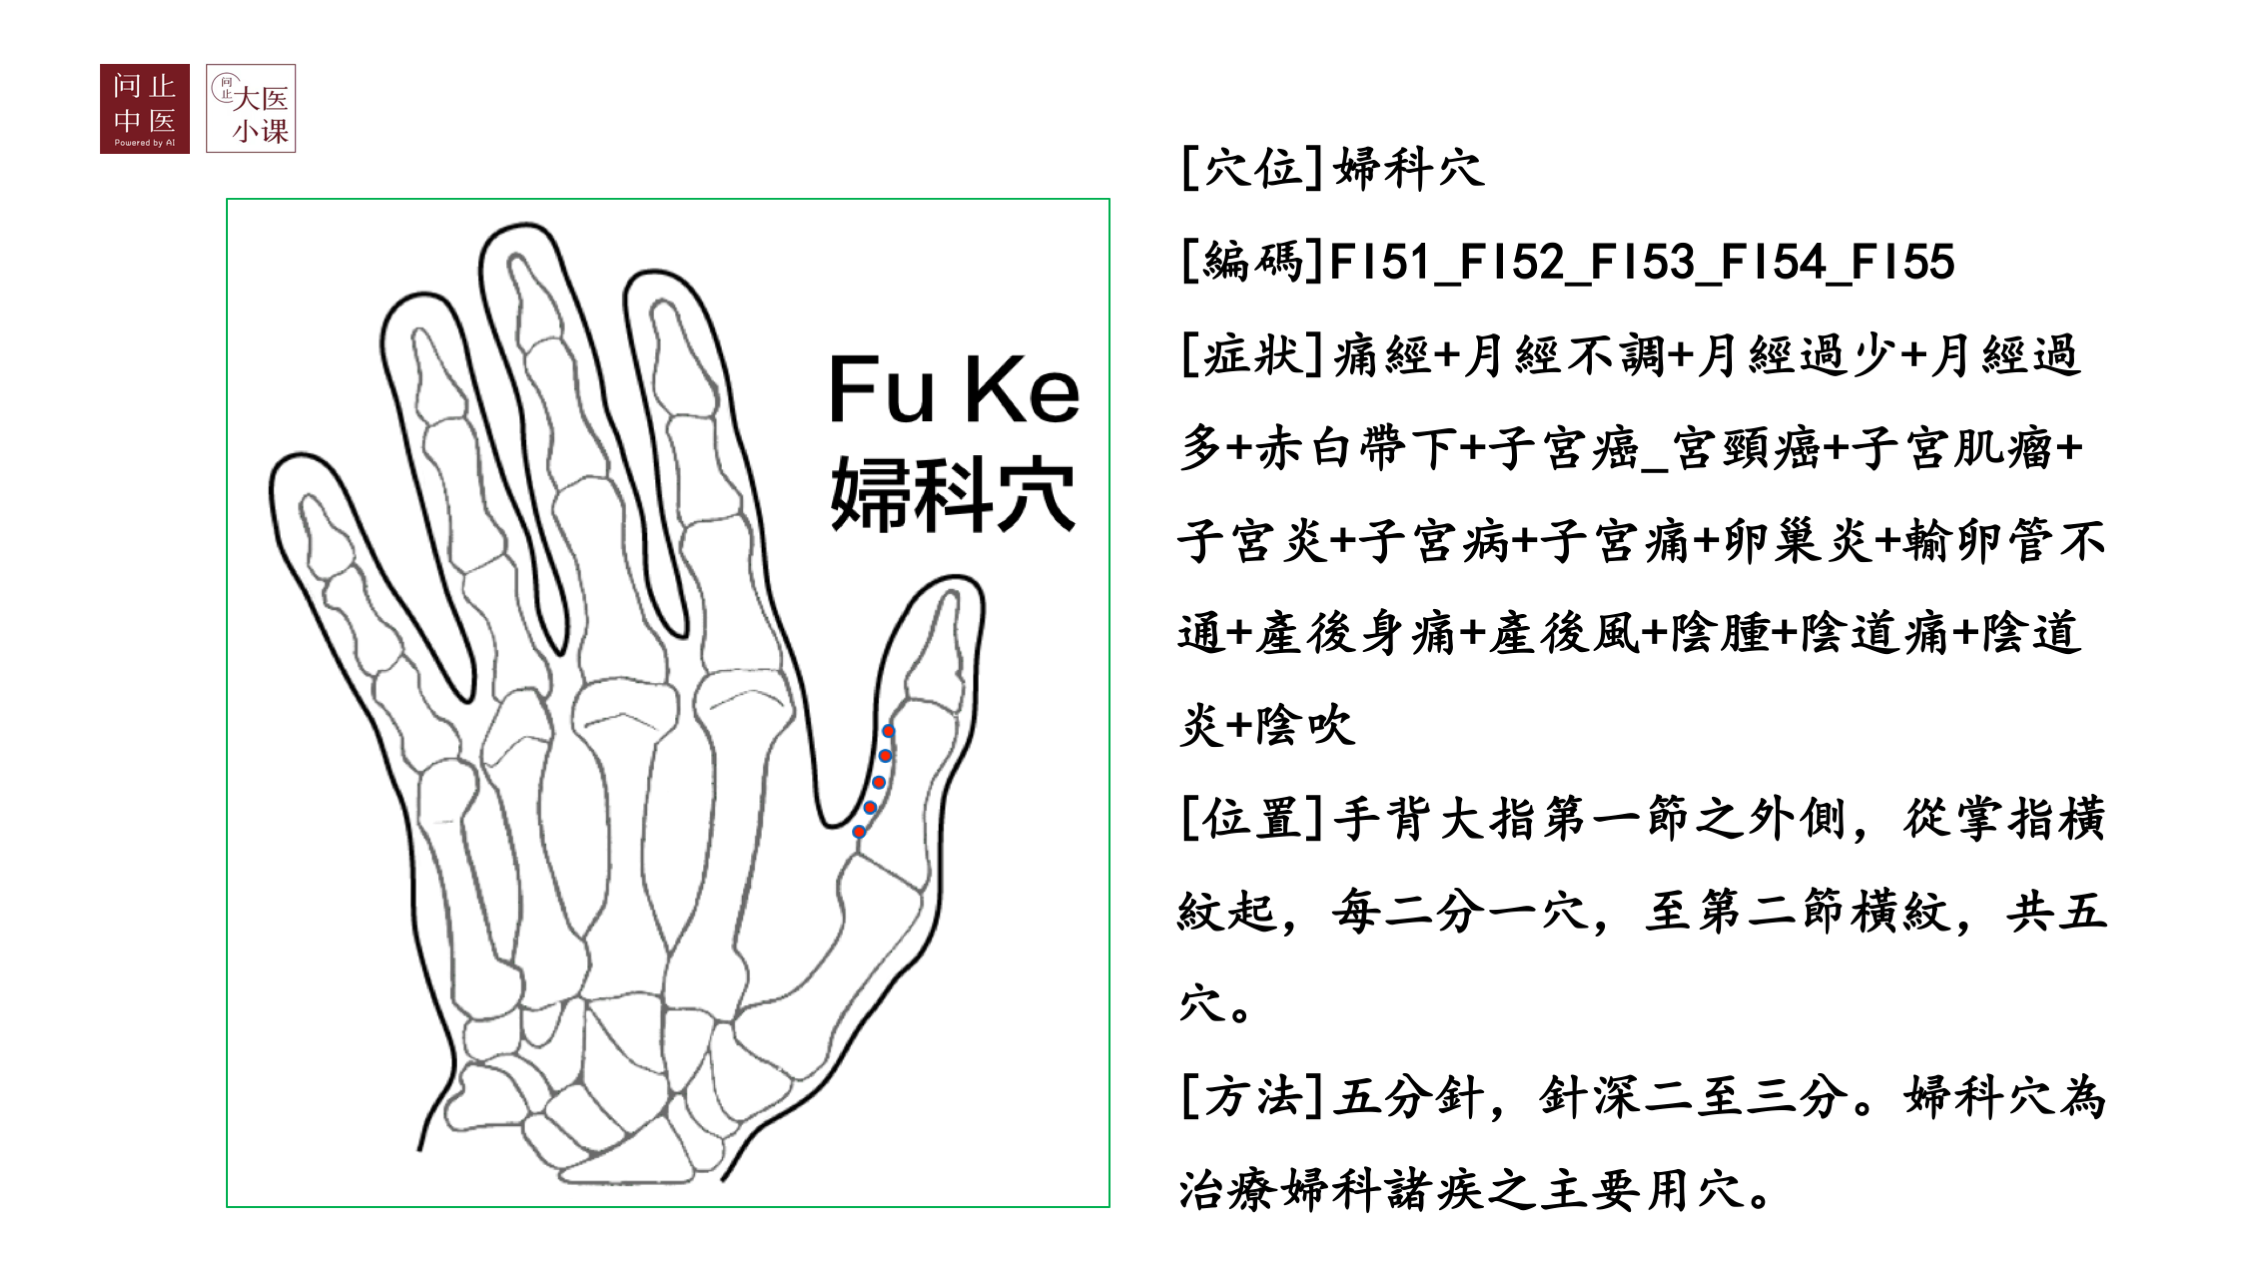 问止
中医
Powered by AI
问止
大医
小课
Fu Ke
婦科穴
[穴位]婦科穴
[編碼]FI51_FI52_FI53_FI54_FI55
[症狀]痛經+月經不調+月經過少+月經過
多+赤白帶下+子宮癌_宮頸癌+子宮肌瘤+
子宮炎+子宮病+子宮痛+卵巢炎+輸卵管不
通+產後身痛+產後風+陰腫+陰道痛+陰道
炎+陰吹
[位置]手背大指第一節之外側，從掌指橫
紋起，每二分一穴，至第二節橫紋，共五
穴。
[方法]五分針，針深二至三分。婦科穴為
治療婦科諸疾之主要用穴。